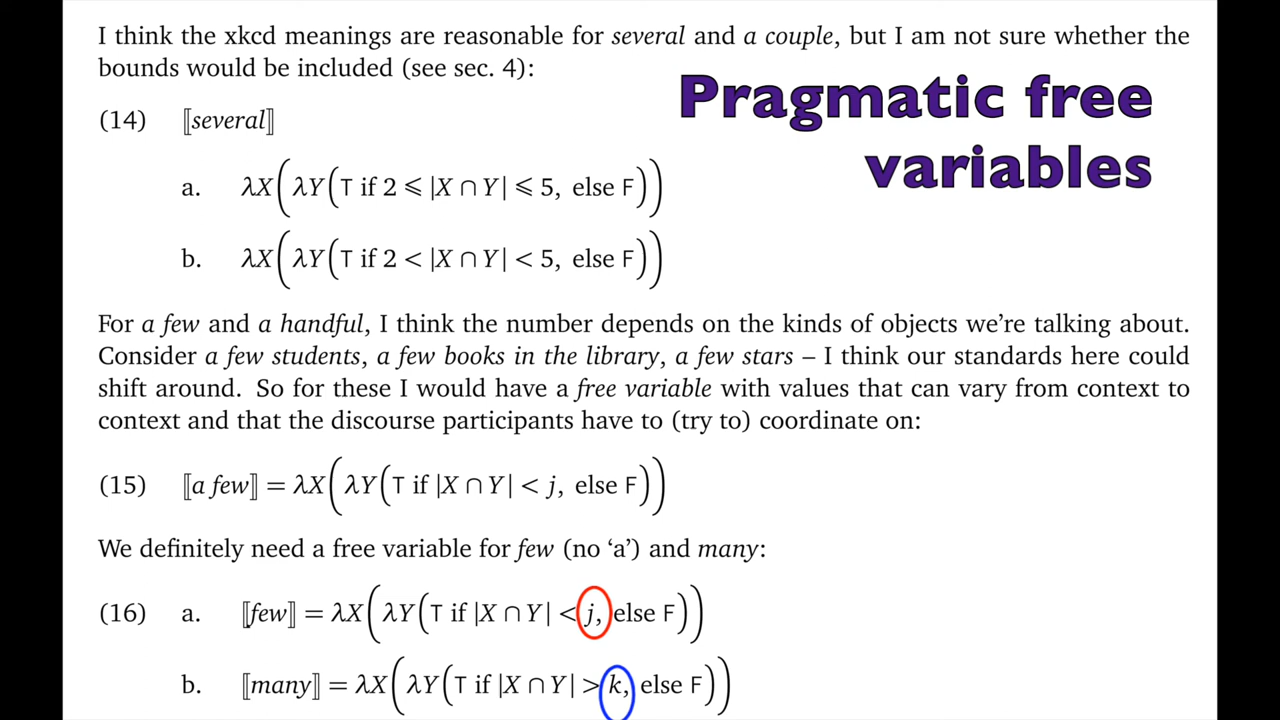 I think the xkcd meanings are reasonable for several and a couple, but I am not sure whether the
bounds would be included (see sec. 4):
Pragmatic free
variables
(14) ⟦several⟧
a. λX(λY(T if 2 ⩽ |X ∩ Y| ⩽ 5, else F))
b. λX(λY(T if 2 < |X ∩ Y| < 5, else F))
For a few and a handful, I think the number depends on the kinds of objects we’re talking about.
Consider a few students, a few books in the library, a few stars – I think our standards here could
shift around. So for these I would have a free variable with values that can vary from context to
context and that the discourse participants have to (try to) coordinate on:
(15) ⟦a few⟧ = λX(λY(T if |X ∩ Y| < j, else F))
We definitely need a free variable for few (no ‘a’) and many:
(16) a. ⟦few⟧ = λX(λY(T if |X ∩ Y| < j, else F))
b. ⟦many⟧ = λX(λY(T if |X ∩ Y| > k, else F))